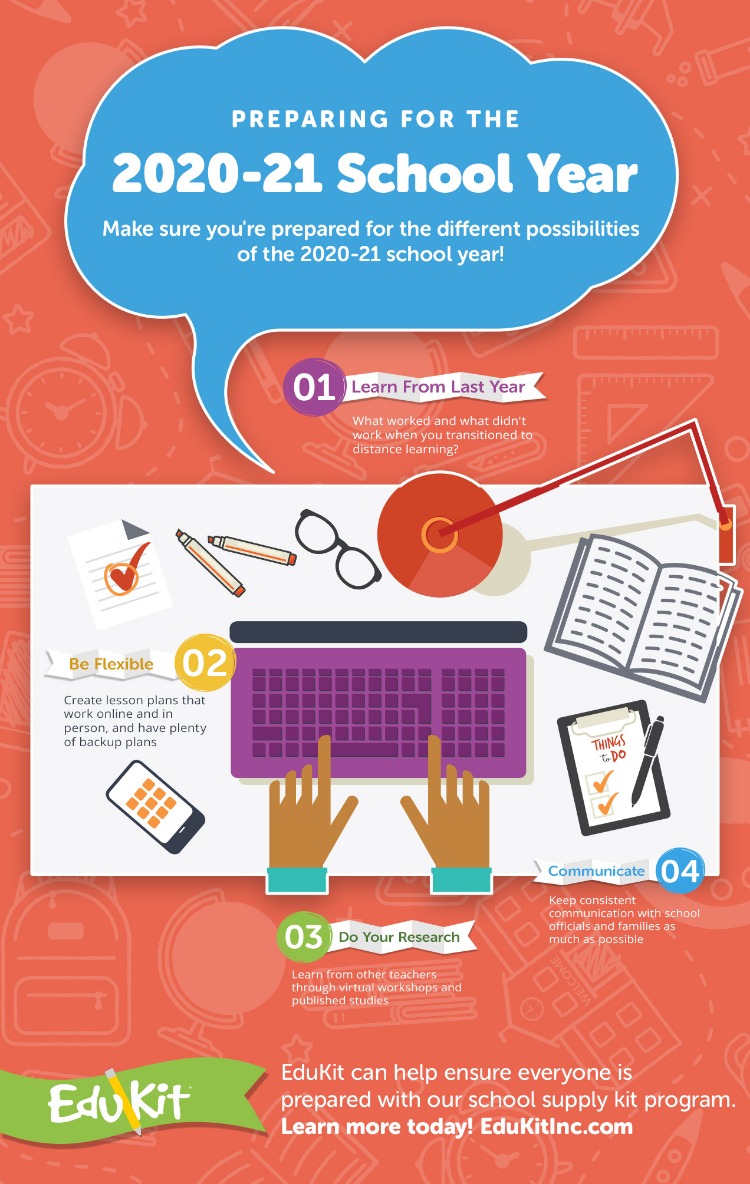 PREPARING FOR THE
2020-21 School Year
Make sure you're prepared for the different possibilities
of the 2020-21 school year!
01 Learn From Last Year
What worked and what didn't
work when you transitioned to
distance learning?
Be Flexible 02
Create lesson plans that
work online and in
person, and have plenty
of backup plans
THINGS
to DO
Communicate 04
Keep consistent
communication with school
officials and families as
much as possible
03 Do Your Research
Learn from other teachers
through virtual workshops and
published studies
WELCOME
EduKit
EduKit can help ensure everyone is
prepared with our school supply kit program.
Learn more today! EduKitInc.com